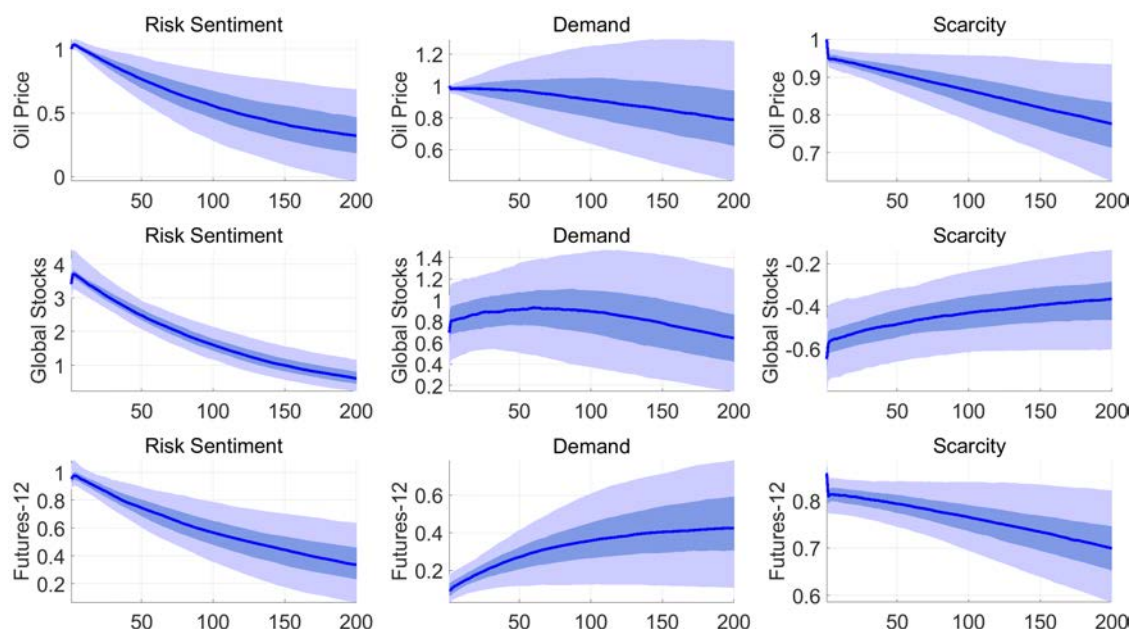 Risk Sentiment Demand Scarcity
Oil Price 1 0.5 0
Oil Price 1.2 1 0.8 0.6
Oil Price 1 0.9 0.8 0.7
50 100 150 200 50 100 150 200 50 100 150 200
Risk Sentiment Demand Scarcity
Global Stocks 4 3 2 1
Global Stocks 1.4 1.2 1 0.8 0.6 0.4 0.2
Global Stocks -0.2 -0.4 -0.6
50 100 150 200 50 100 150 200 50 100 150 200
Risk Sentiment Demand Scarcity
Futures-12 1 0.8 0.6 0.4 0.2
Futures-12 0.6 0.4 0.2
Futures-12 0.8 0.7 0.6
50 100 150 200 50 100 150 200 50 100 150 200